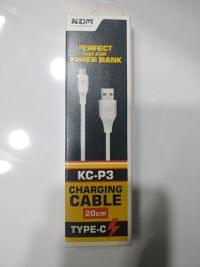 KDM
PERFECT
USE FOR
POWER BANK
KC-P3
CHARGING
CABLE
20cm
TYPE-C